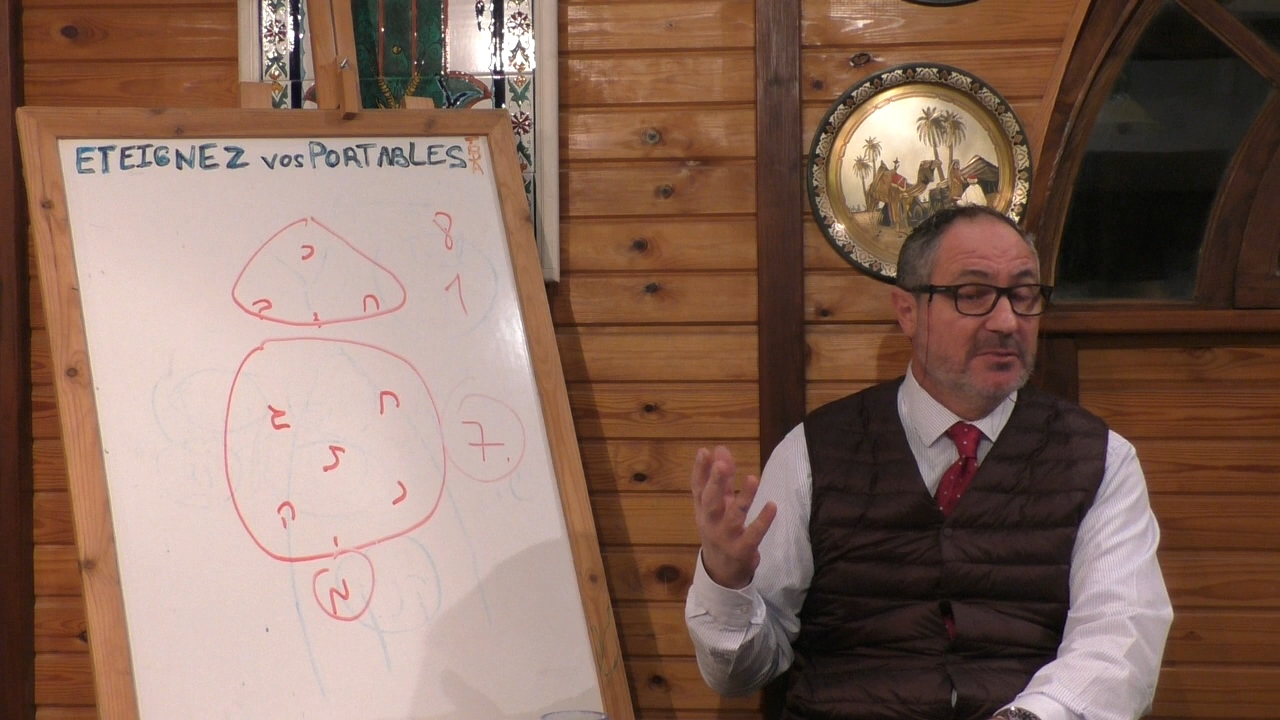 ETEIGNEZ vos PORTABLES
כ 8
ב ח 1
ח
7
ה נ
מ